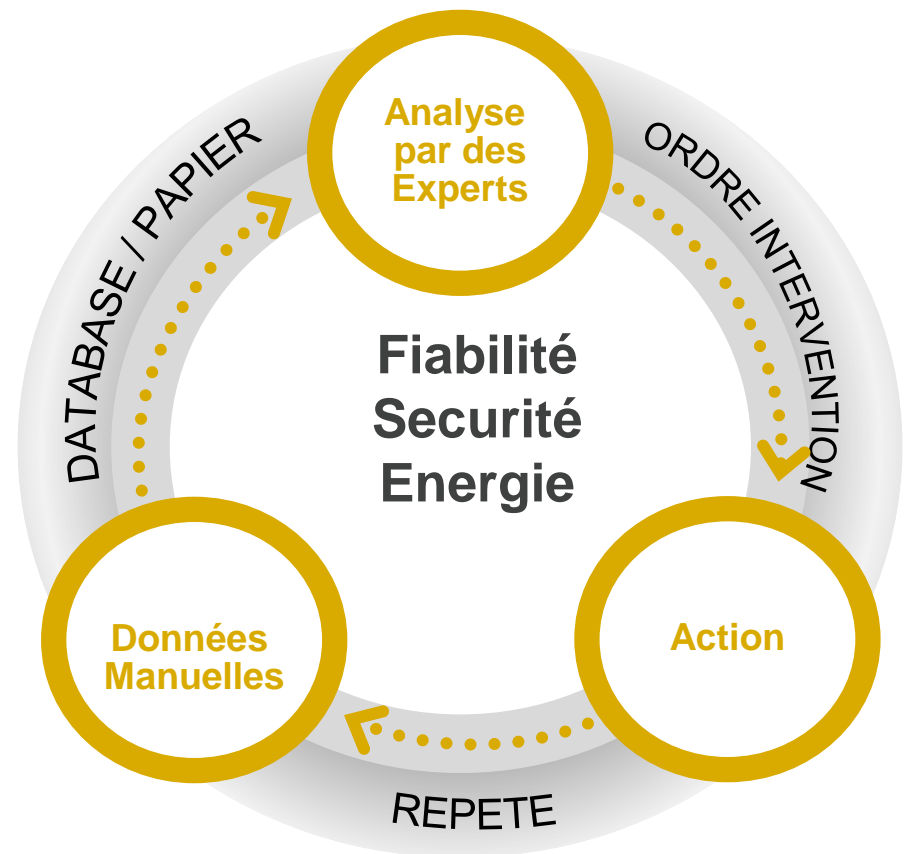 Analyse
par des
Experts
DATABASE / PAPIER
ORDRE INTERVENTION
Fiabilité
Securité
Energie
Données
Manuelles
Action
REPETE